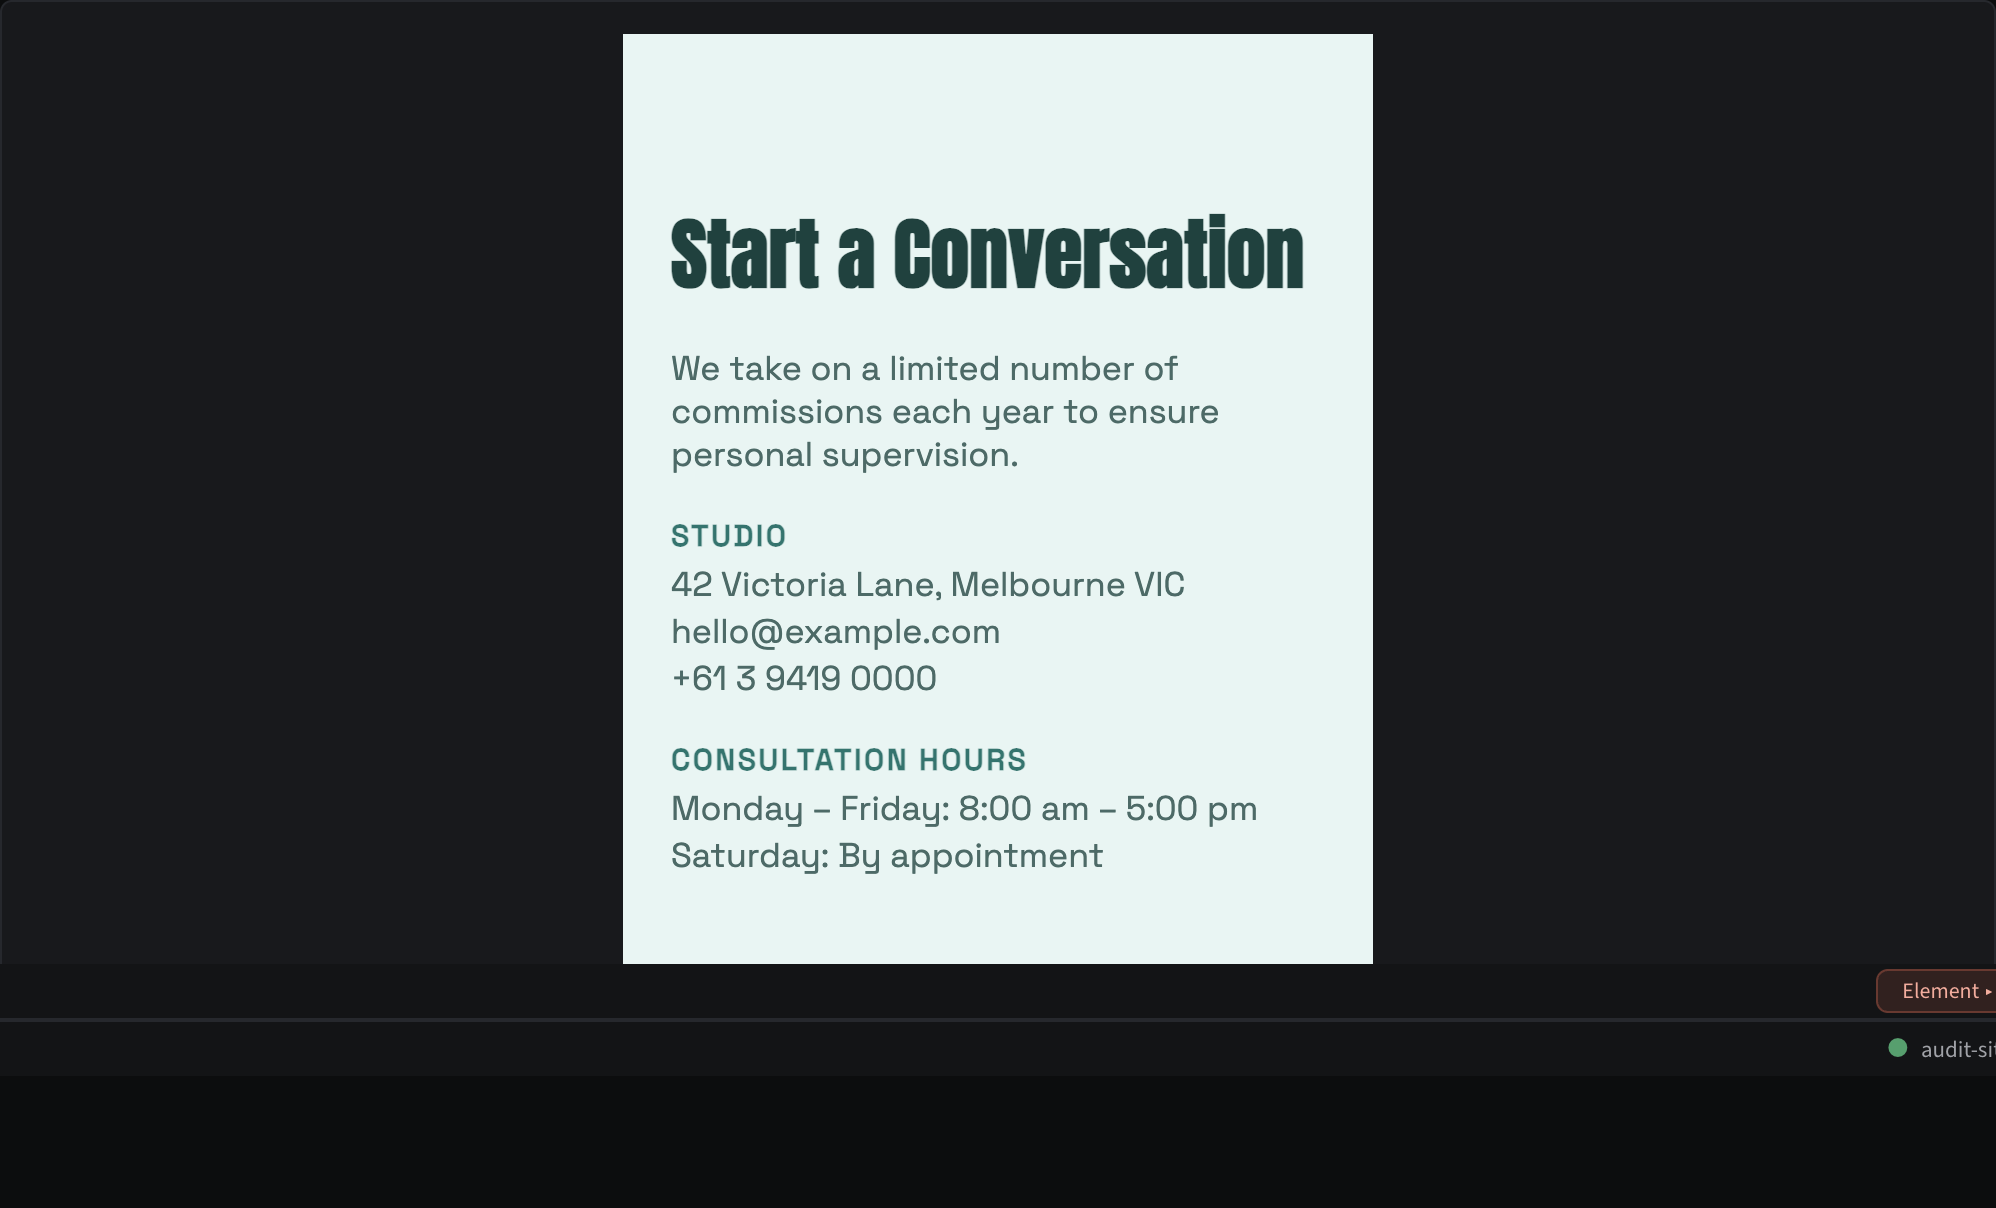 Start a Conversation
We take on a limited number of
commissions each year to ensure
personal supervision.
STUDIO
42 Victoria Lane, Melbourne VIC
hello@example.com
+61 3 9419 0000
CONSULTATION HOURS
Monday – Friday: 8:00 am – 5:00 pm
Saturday: By appointment
Element ▸